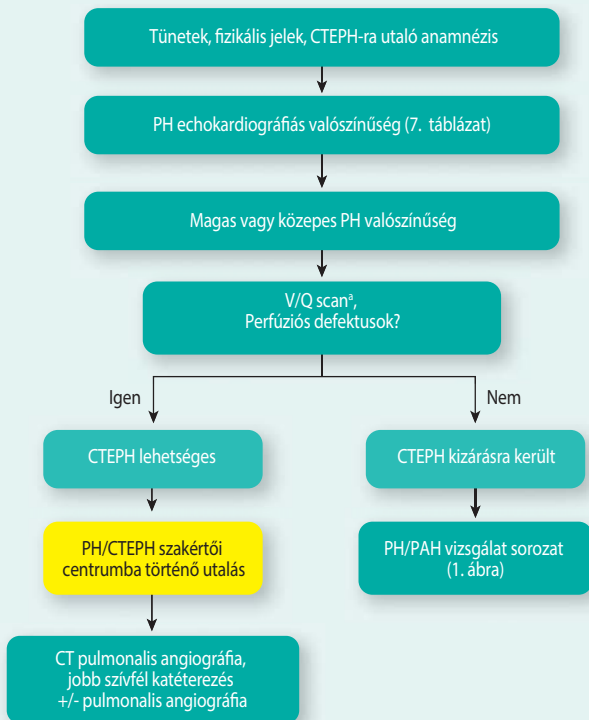 Tünetek, fizikális jelek, CTEPH-ra utaló anamnézis
PH echokardiográfiás valószínűség (7. táblázat)
Magas vagy közepes PH valószínűség
V/Q scanª,
Perfúziós defektusok?
Igen
Nem
CTEPH lehetséges
CTEPH kizárásra került
PH/CTEPH szakértői
centrumba történő utalás
PH/PAH vizsgálat sorozat
(1. ábra)
CT pulmonalis angiográfia,
jobb szívfél katéterezés
+/- pulmonalis angiográfia